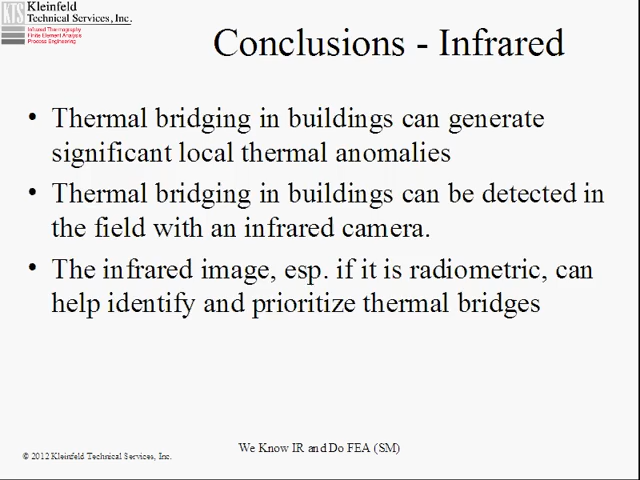 KTS
Kleinfeld
Technical Services, Inc.
Infrared Thermography
Finite Element Analysis
Process Engineering
Conclusions - Infrared
• Thermal bridging in buildings can generate
significant local thermal anomalies
• Thermal bridging in buildings can be detected in
the field with an infrared camera.
• The infrared image, esp. if it is radiometric, can
help identify and prioritize thermal bridges
We Know IR and Do FEA (SM)
© 2012 Kleinfeld Technical Services, Inc.